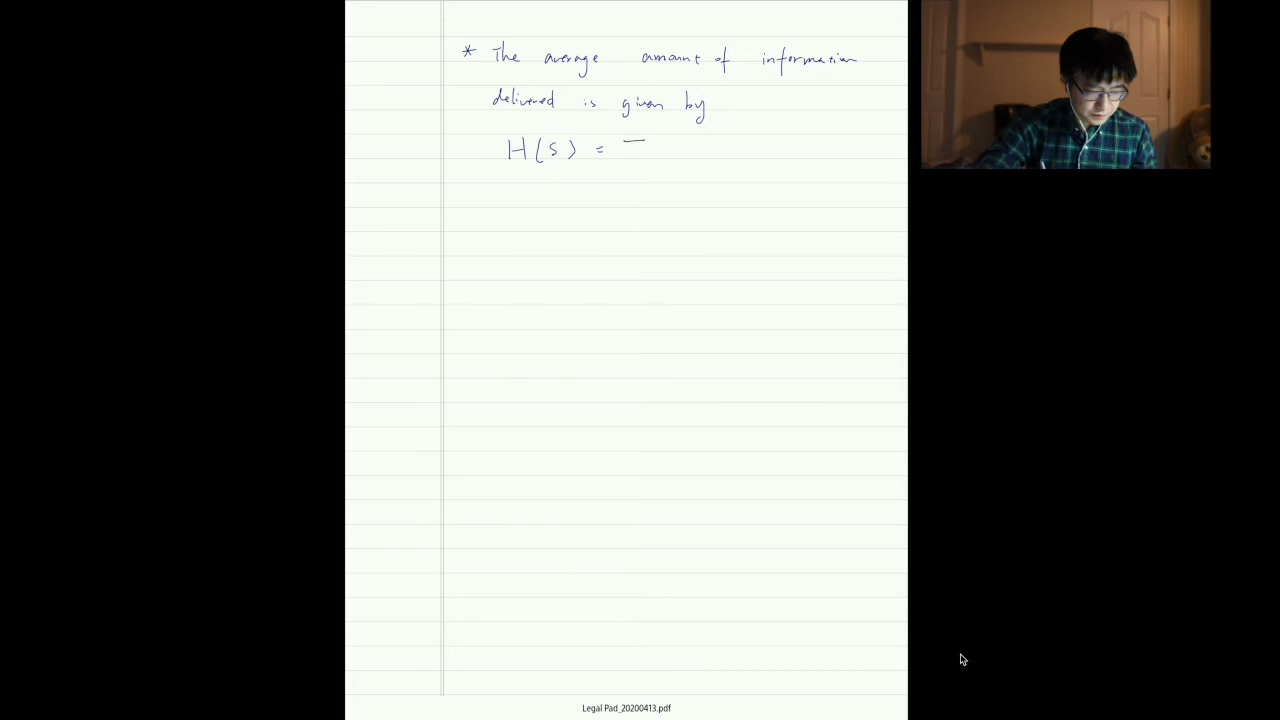 * The average amount of information
delivered is given by
H(S) =
Legal Pad_20200413.pdf